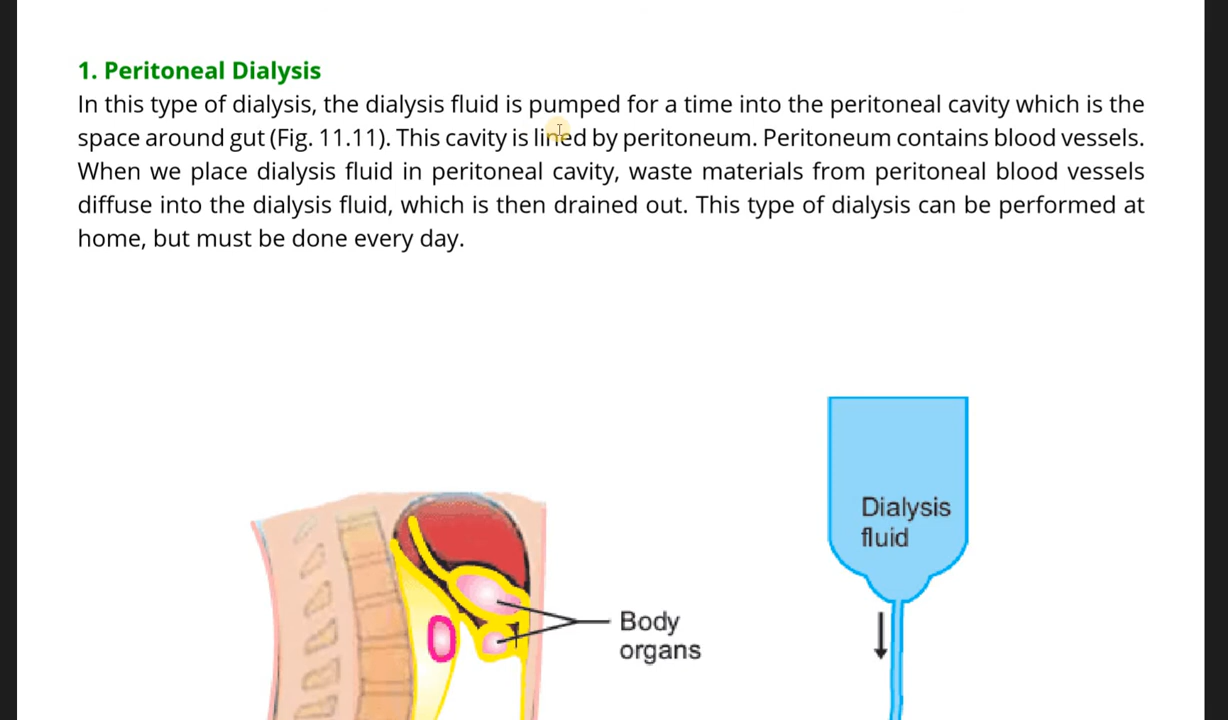 1. Peritoneal Dialysis
In this type of dialysis, the dialysis fluid is pumped for a time into the peritoneal cavity which is the
space around gut (Fig. 11.11). This cavity is lined by peritoneum. Peritoneum contains blood vessels.
When we place dialysis fluid in peritoneal cavity, waste materials from peritoneal blood vessels
diffuse into the dialysis fluid, which is then drained out. This type of dialysis can be performed at
home, but must be done every day.
Dialysis
fluid
Body
organs